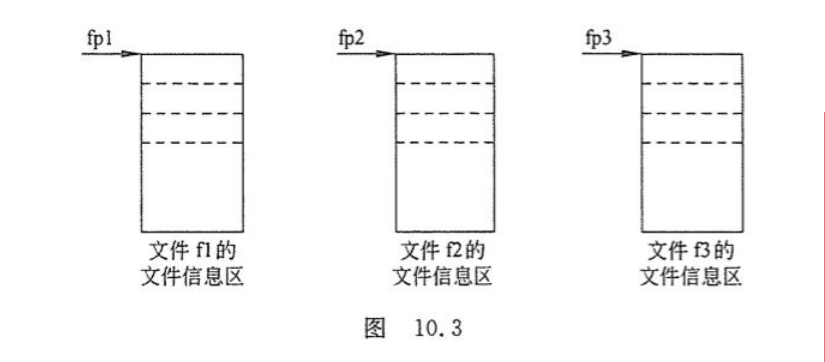 fp1 fp2 fp3
文件 f1的 文件 f2的 文件 f3的
文件信息区 文件信息区 文件信息区
图 10.3